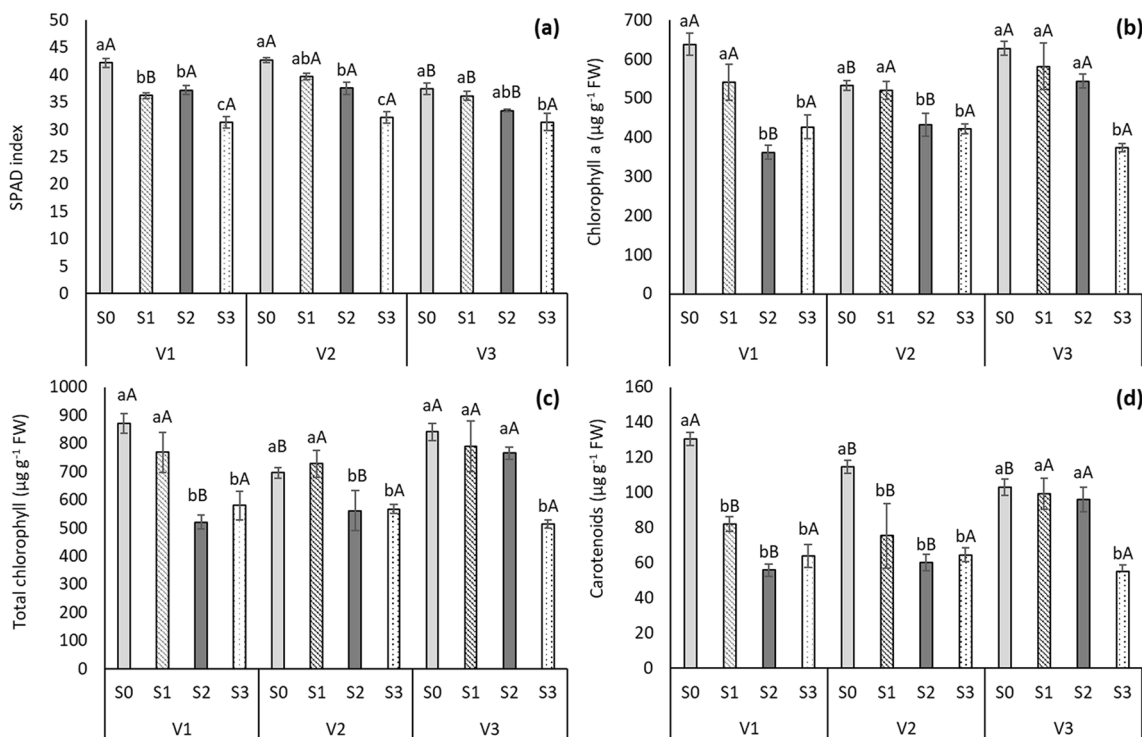 (a)
SPAD index
50
45
40
35
30
25
20
15
10
5
0
aA bB bA cA aA abA bA cA aB aB abB bA
S0 S1 S2 S3 S0 S1 S2 S3 S0 S1 S2 S3
V1 V2 V3
(b)
Chlorophyll a (µg g⁻¹ FW)
700
600
500
400
300
200
100
0
aA aA bB bA aB aA bB bA aA aA aA bA
S0 S1 S2 S3 S0 S1 S2 S3 S0 S1 S2 S3
V1 V2 V3
(c)
Total chlorophyll (µg g⁻¹ FW)
1000
900
800
700
600
500
400
300
200
100
0
aA aA bB bA aB aA bB bA aA aA aA bA
S0 S1 S2 S3 S0 S1 S2 S3 S0 S1 S2 S3
V1 V2 V3
(d)
Carotenoids (µg g⁻¹ FW)
160
140
120
100
80
60
40
20
0
aA bB bB bA aB bB bB bA aB aA aA bA
S0 S1 S2 S3 S0 S1 S2 S3 S0 S1 S2 S3
V1 V2 V3